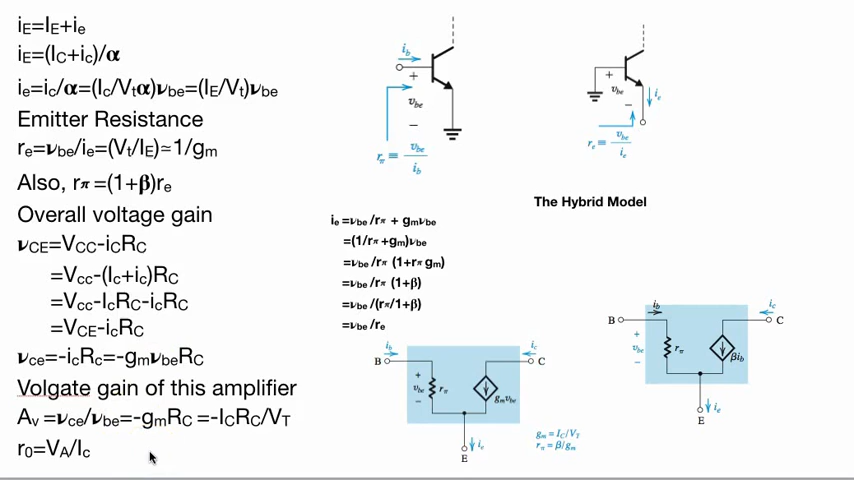 iE=IE+ie
iE=(IC+ic)/α
ie=ic/α=(Ic/Vtα)νbe=(IE/Vt)νbe
Emitter Resistance
re=νbe/ie=(Vt/IE)≃1/gm
Also, rπ=(1+β)re
Overall voltage gain
νCE=VCC-iCRC
=Vcc-(Ic+ic)RC
=Vcc-IcRC-icRC
=VCE-icRC
νce=-icRc=-gmνbeRC
Volgate gain of this amplifier
Av =νce/νbe=-gmRC =-ICRC/VT
r0=VA/Ic
ib
+
vbe
−
rπ ≡ vbe
ib
+
vbe
−
ie
re ≡ vbe
ie
The Hybrid Model
ie =νbe /rπ + gmνbe
=(1/rπ +gm)νbe
=νbe /rπ (1+rπ gm)
=νbe /rπ (1+β)
=νbe /(rπ/1+β)
=νbe /re
ib
ic
B
C
+
vbe
−
rπ
gmvbe
ie
E
gm = IC/VT
rπ = β/gm
ib
ic
B
C
+
vbe
−
rπ
βib
ie
E